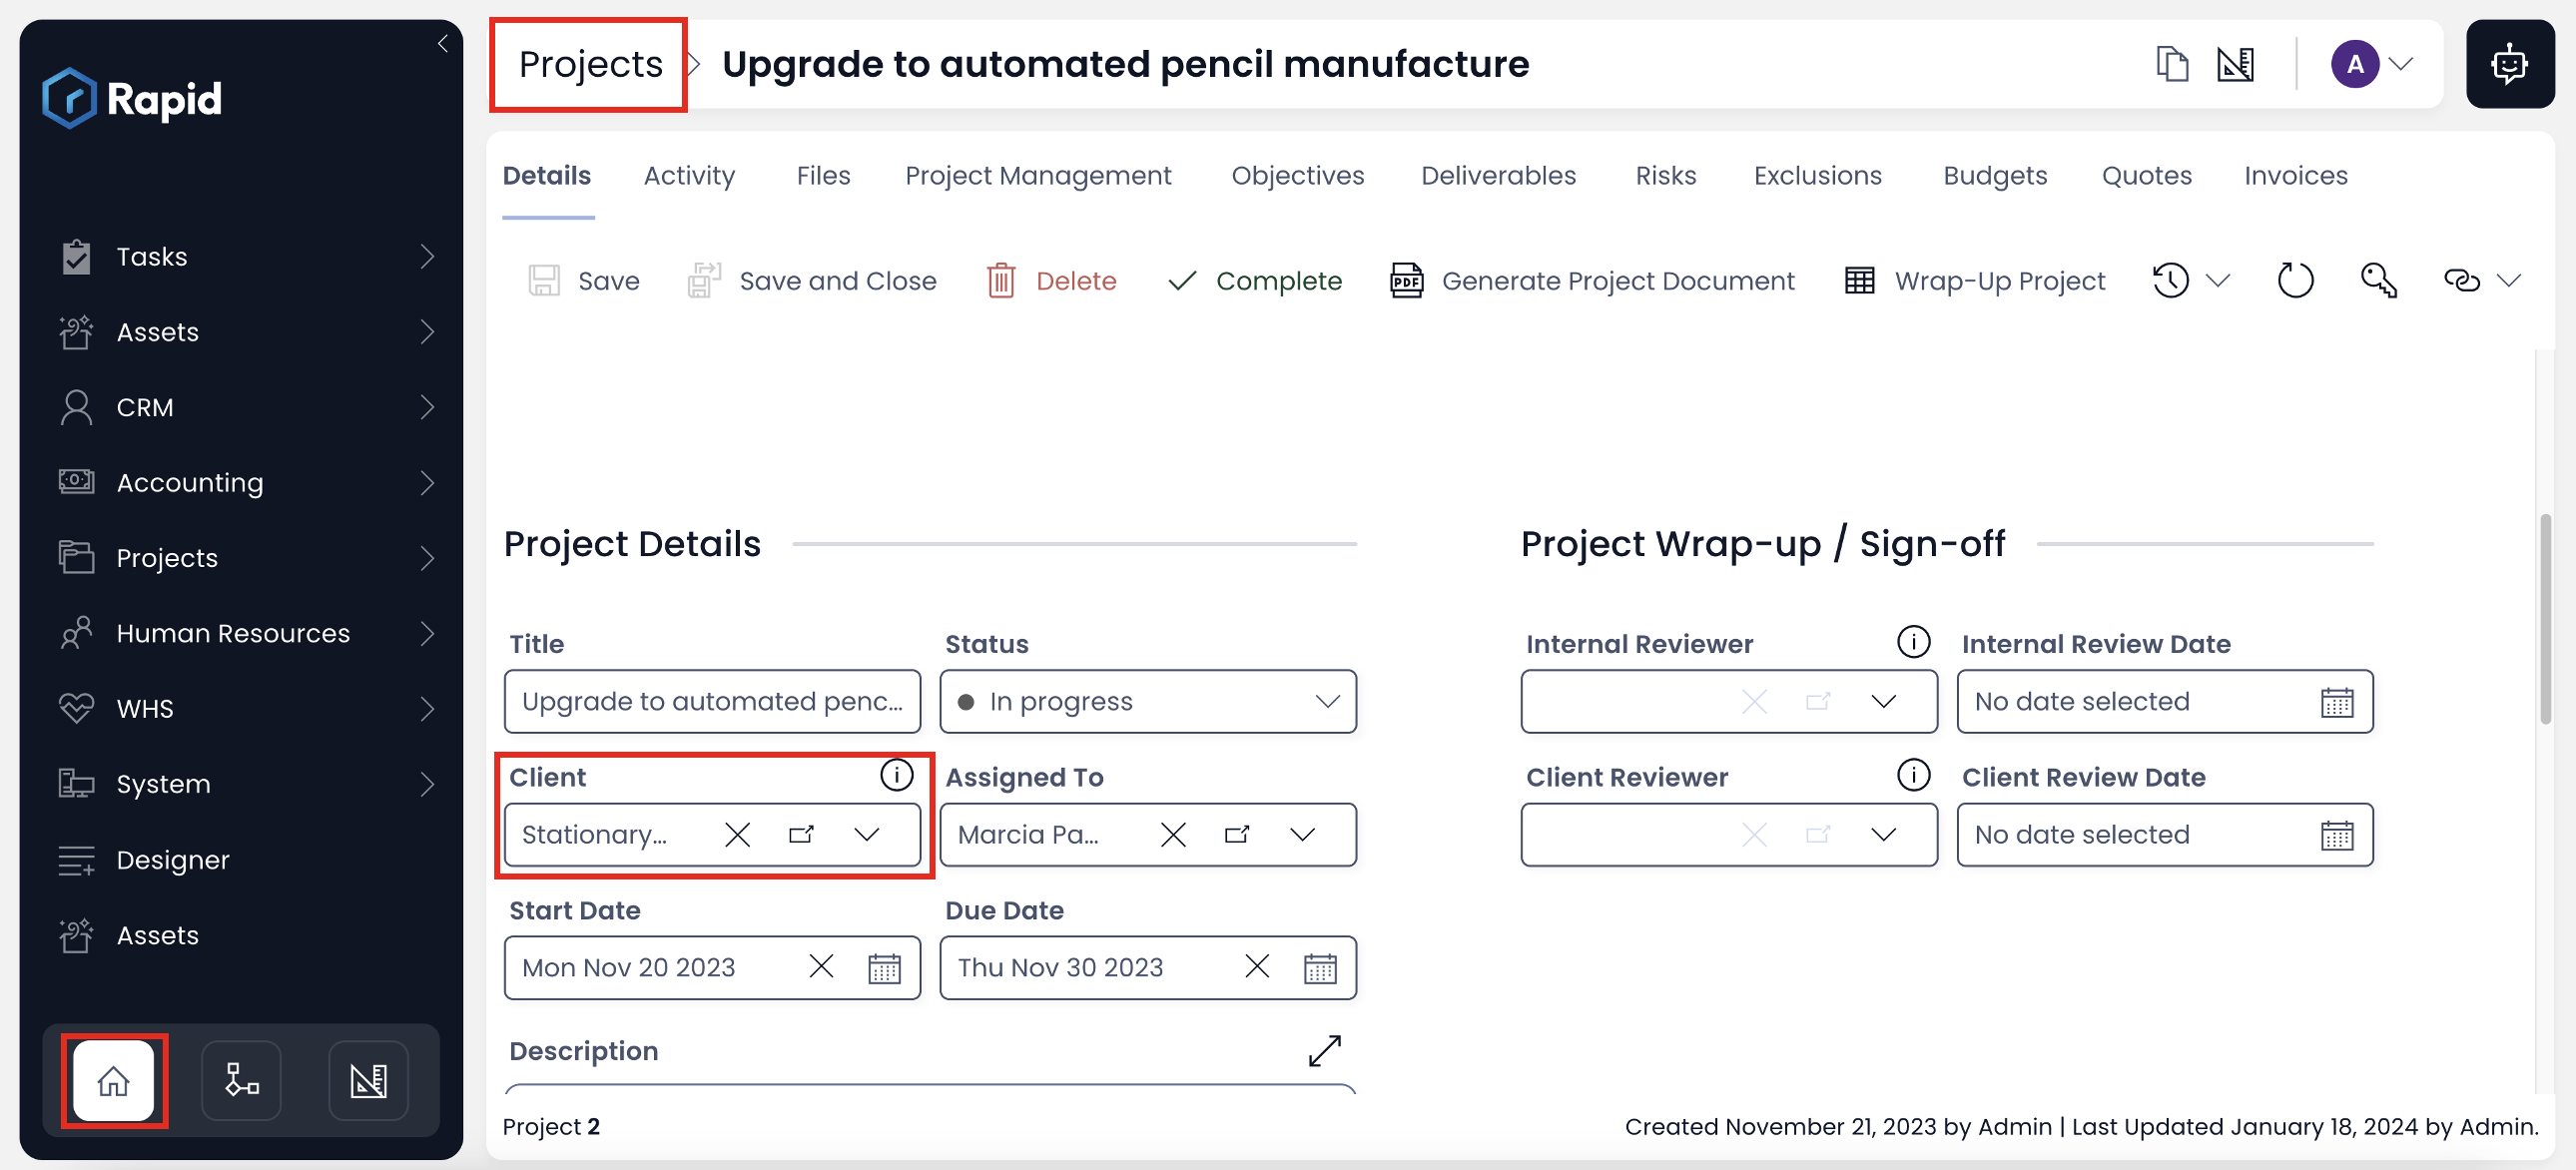 Rapid
Tasks
Assets
CRM
Accounting
Projects
Human Resources
WHS
System
Designer
Assets
Projects > Upgrade to automated pencil manufacture
A
Details Activity Files Project Management Objectives Deliverables Risks Exclusions Budgets Quotes Invoices
Save Save and Close Delete Complete PDF Generate Project Document Wrap-Up Project
Project Details
Title Status
Upgrade to automated penc... In progress
Client Assigned To
Stationary... Marcia Pa...
Start Date Due Date
Mon Nov 20 2023 Thu Nov 30 2023
Description
Project Wrap-up / Sign-off
Internal Reviewer Internal Review Date
No date selected
Client Reviewer Client Review Date
No date selected
Project 2
Created November 21, 2023 by Admin | Last Updated January 18, 2024 by Admin.